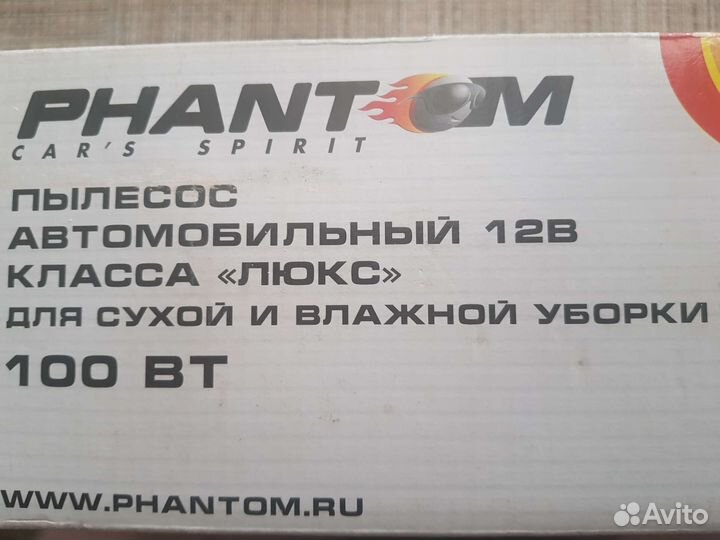 PHANTOM
CAR'S SPIRIT
ПЫЛЕСОС
АВТОМОБИЛЬНЫЙ 12В
КЛАССА «ЛЮКС»
ДЛЯ СУХОЙ И ВЛАЖНОЙ УБОРКИ
100 ВТ
WWW.PHANTOM.RU
Avito